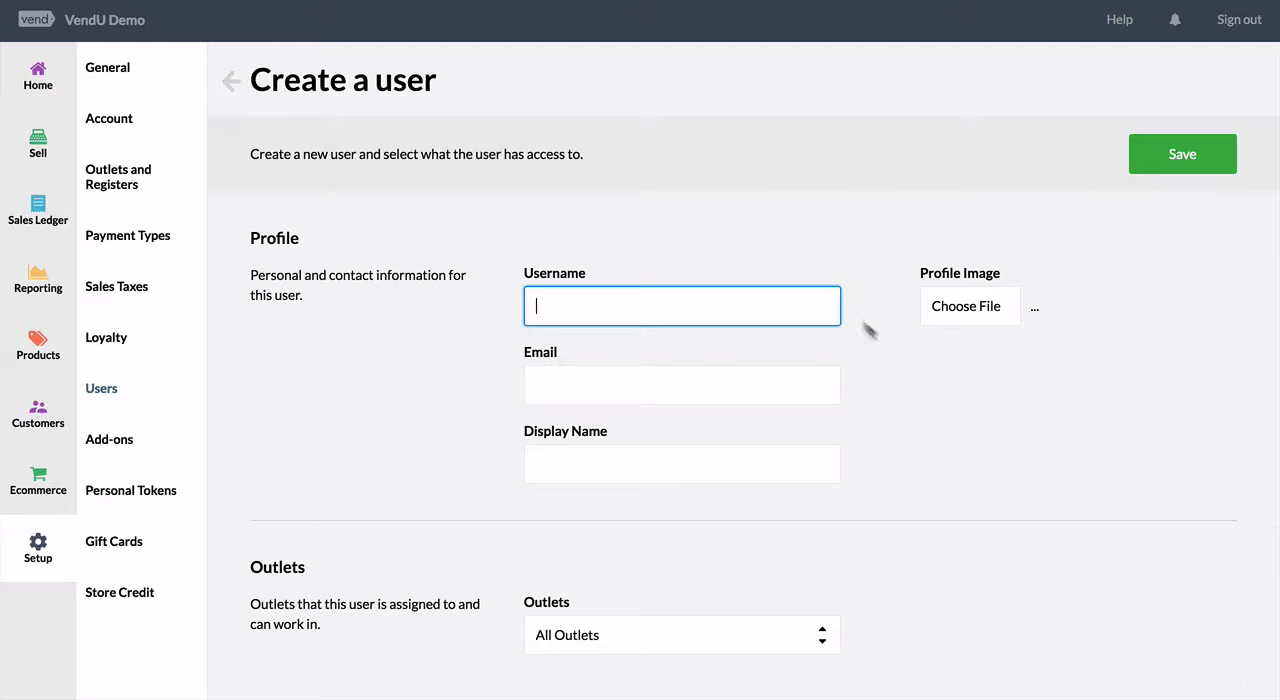 vend
VendU Demo
Help
Sign out
Home
Sell
Sales Ledger
Reporting
Products
Customers
Ecommerce
Setup
General
Account
Outlets and
Registers
Payment Types
Sales Taxes
Loyalty
Users
Add-ons
Personal Tokens
Gift Cards
Store Credit
Create a user
Create a new user and select what the user has access to.
Save
Profile
Personal and contact information for
this user.
Username
Email
Display Name
Profile Image
Choose File
...
Outlets
Outlets that this user is assigned to and
can work in.
Outlets
All Outlets